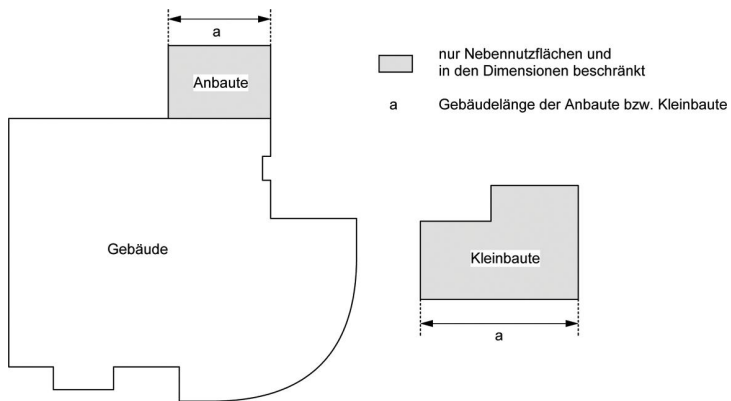 a
Anbaute
nur Nebennutzflächen und
in den Dimensionen beschränkt
a Gebäudelänge der Anbaute bzw. Kleinbaute
Gebäude
Kleinbaute
a